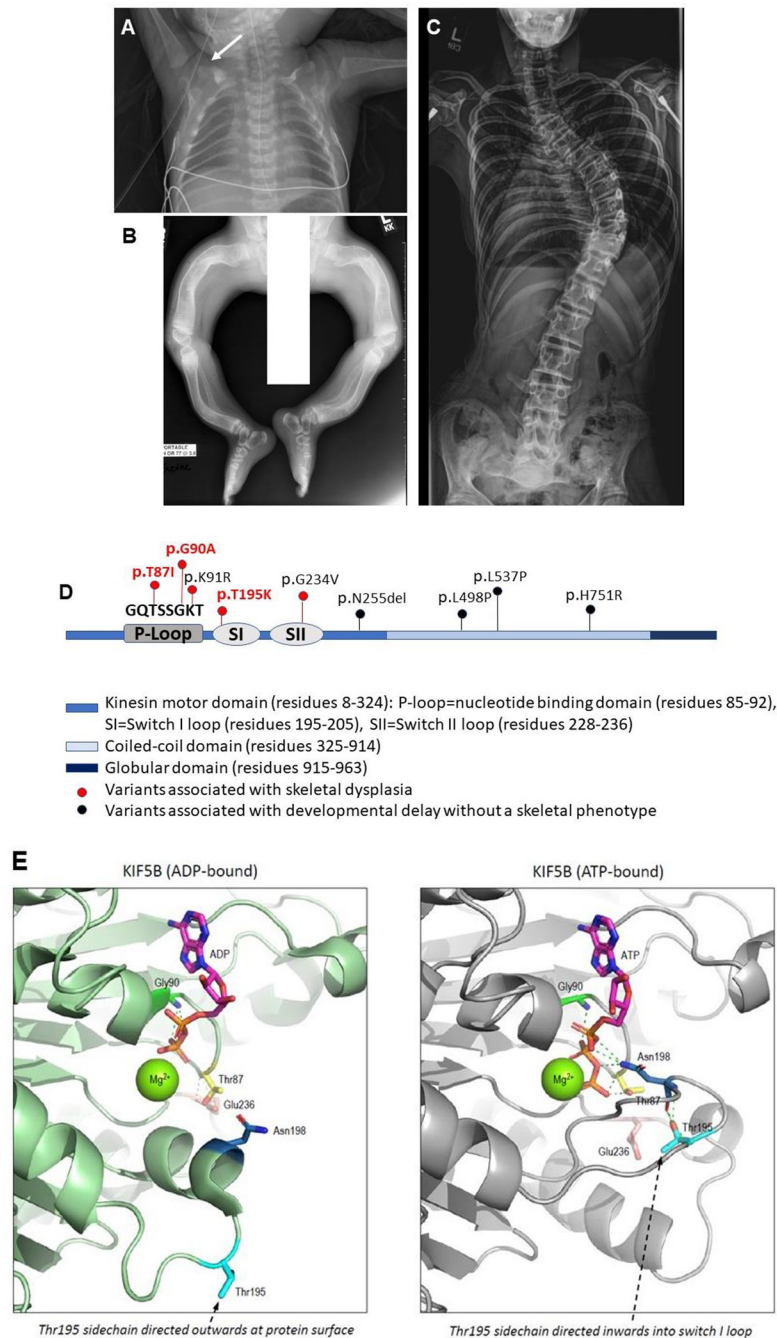 A
C
L
B
L
KK
PORTABLE
D
p.G90A
p.T87I
p.K91R
p.T195K
p.G234V
p.N255del
p.L498P
p.L537P
p.H751R
GQTSSGKT
P-Loop
SI
SII
Kinesin motor domain (residues 8-324): P-loop=nucleotide binding domain (residues 85-92),
SI=Switch I loop (residues 195-205), SII=Switch II loop (residues 228-236)
Coiled-coil domain (residues 325-914)
Globular domain (residues 915-963)
Variants associated with skeletal dysplasia
Variants associated with developmental delay without a skeletal phenotype
E
KIF5B (ADP-bound)
ADP
Gly90
Mg2+
Thr87
Glu236
Asn198
Thr195
Thr195 sidechain directed outwards at protein surface
KIF5B (ATP-bound)
ATP
Gly90
Asn198
Mg2+
Thr87
Thr195
Glu236
Thr195 sidechain directed inwards into switch I loop